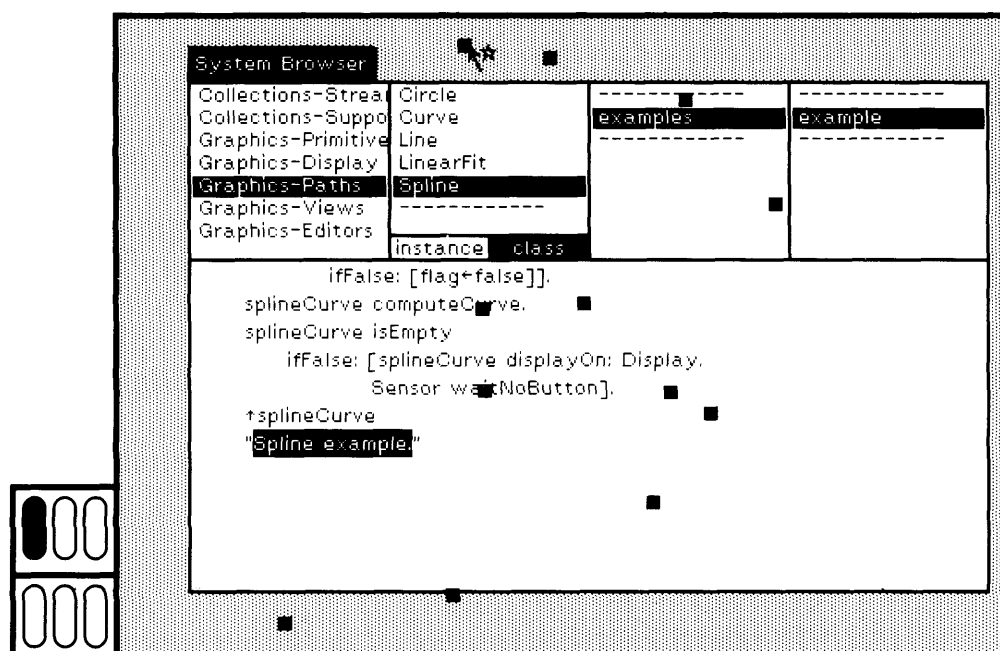 System Browser
Collections-Strea
Collections-Suppo
Graphics-Primitive
Graphics-Display
Graphics-Paths
Graphics-Views
Graphics-Editors
Circle
Curve
Line
LinearFit
Spline
------------
instance class
------------
examples
------------
------------
example
------------
ifFalse: [flag←false]].
splineCurve computeCurve.
splineCurve isEmpty
ifFalse: [splineCurve displayOn: Display.
Sensor waitNoButton].
↑splineCurve
"Spline example."